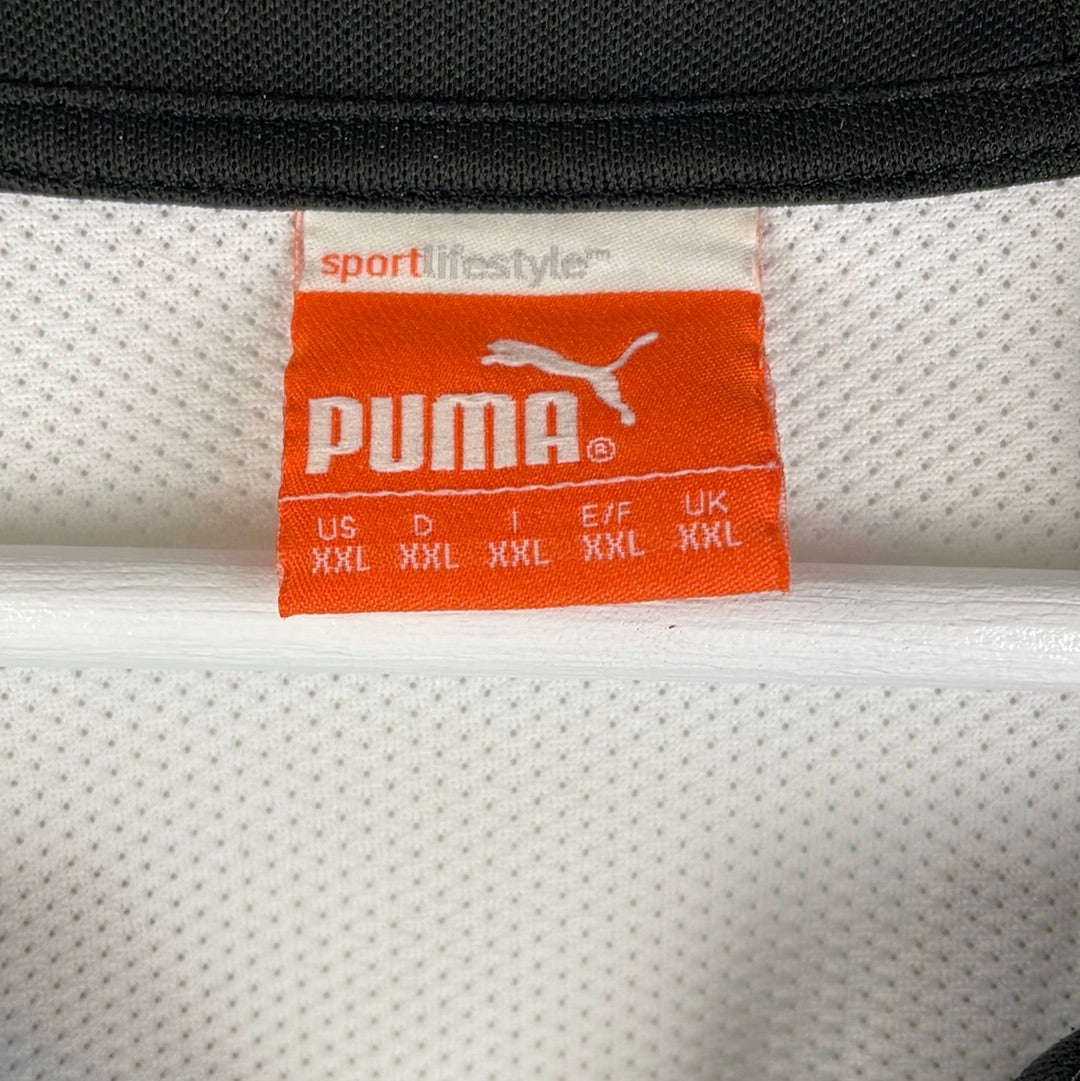 sportlifestyle™
PUMA®
US D I E/F UK
XXL XXL XXL XXL XXL